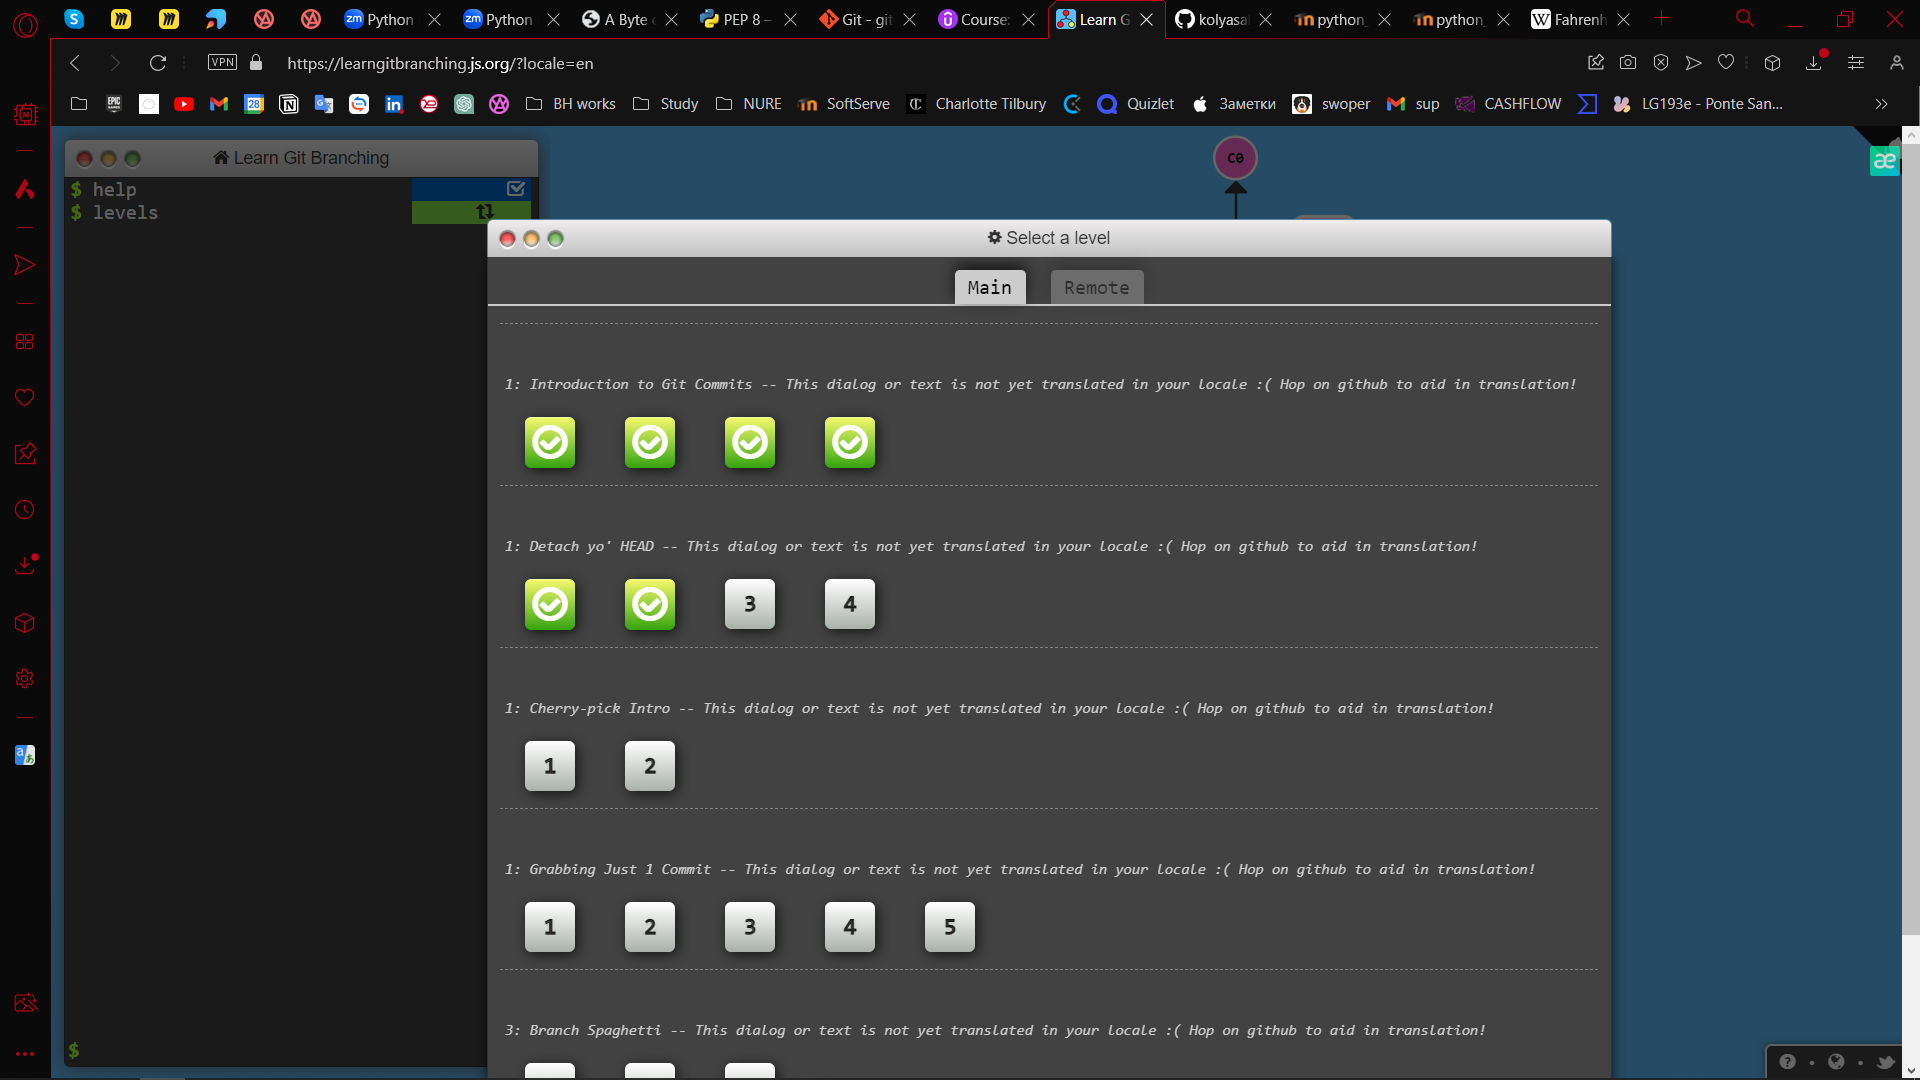 Python
Python
A Byte
PEP 8 –
Git - git
Course:
Learn G
kolyasal
python_
python_
Fahrenh
VPN
https://learngitbranching.js.org/?locale=en
EPIC GAMES
28
BH works
Study
NURE
SoftServe
Charlotte Tilbury
Quizlet
Заметки
swoper
sup
CASHFLOW
LG193e - Ponte San...
Learn Git Branching
$ help
$ levels
C0
Select a level
Main
Remote
1: Introduction to Git Commits -- This dialog or text is not yet translated in your locale :( Hop on github to aid in translation!
1: Detach yo' HEAD -- This dialog or text is not yet translated in your locale :( Hop on github to aid in translation!
3 4
1: Cherry-pick Intro -- This dialog or text is not yet translated in your locale :( Hop on github to aid in translation!
1 2
1: Grabbing Just 1 Commit -- This dialog or text is not yet translated in your locale :( Hop on github to aid in translation!
1 2 3 4 5
3: Branch Spaghetti -- This dialog or text is not yet translated in your locale :( Hop on github to aid in translation!
$